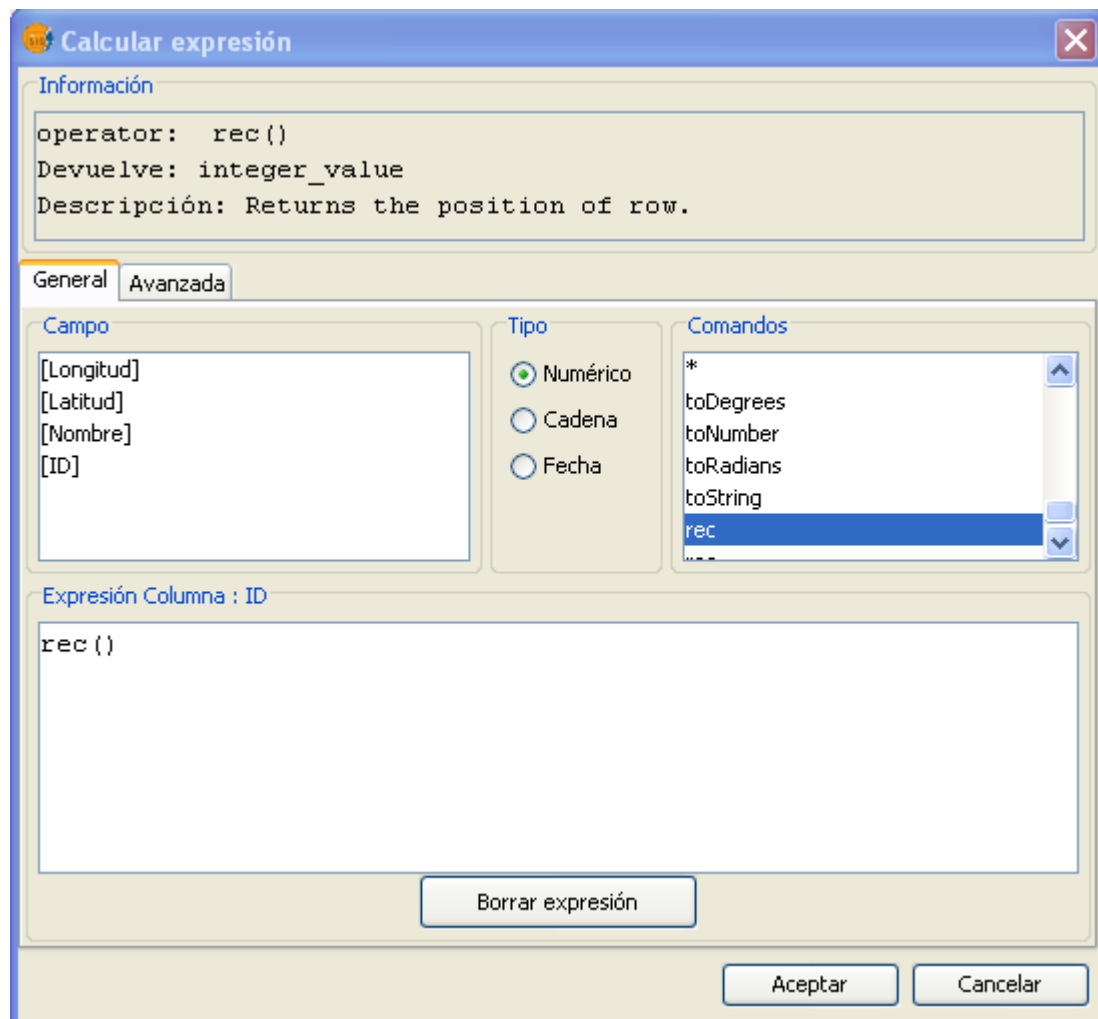 Calcular expresión
Información
operator:  rec()
Devuelve: integer_value
Descripción: Returns the position of row.
General
Avanzada
Campo
[Longitud]
[Latitud]
[Nombre]
[ID]
Tipo
Numérico
Cadena
Fecha
Comandos
*
toDegrees
toNumber
toRadians
toString
rec
Expresión Columna : ID
rec()
Borrar expresión
Aceptar
Cancelar